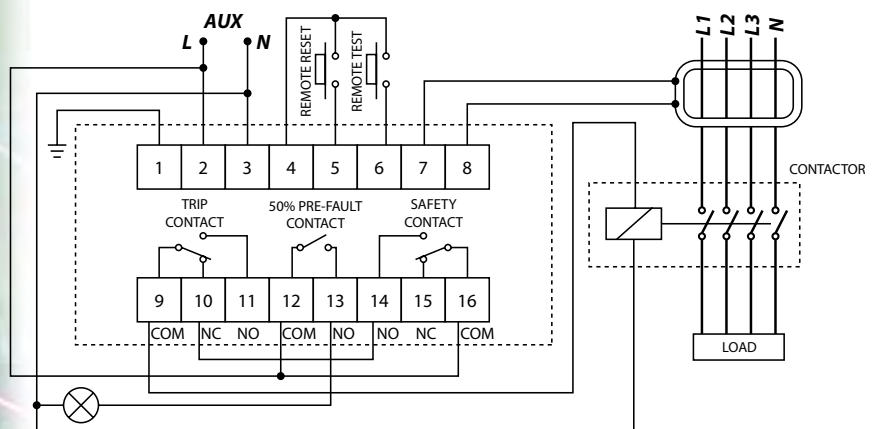 AUX
L N
REMOTE RESET
REMOTE TEST
L1 L2 L3 N
1 2 3 4 5 6 7 8
CONTACTOR
TRIP CONTACT
50% PRE-FAULT CONTACT
SAFETY CONTACT
9 10 11 12 13 14 15 16
COM NC NO COM NO NO NC COM
LOAD